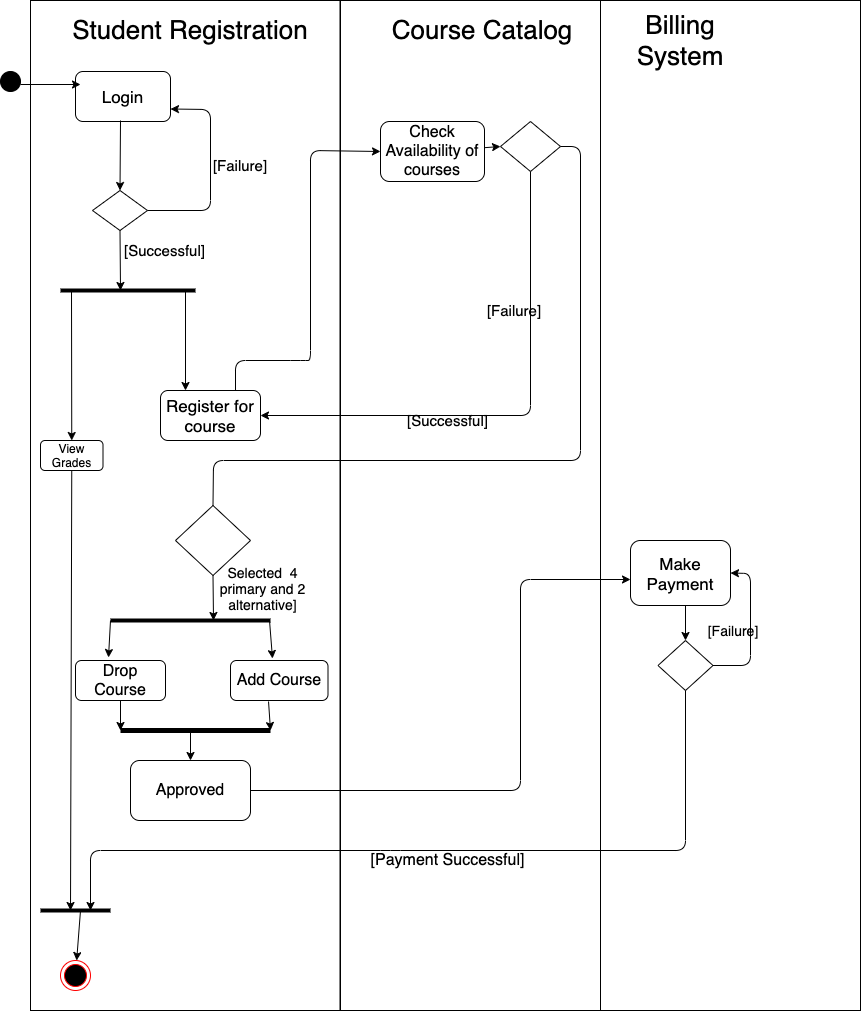 Student Registration
Course Catalog
Billing
System
Login
[Failure]
[Successful]
Check
Availability of
courses
[Failure]
Register for
course
[Successful]
View
Grades
Selected  4
primary and 2
alternative]
Make
Payment
[Failure]
Drop
Course
Add Course
Approved
[Payment Successful]